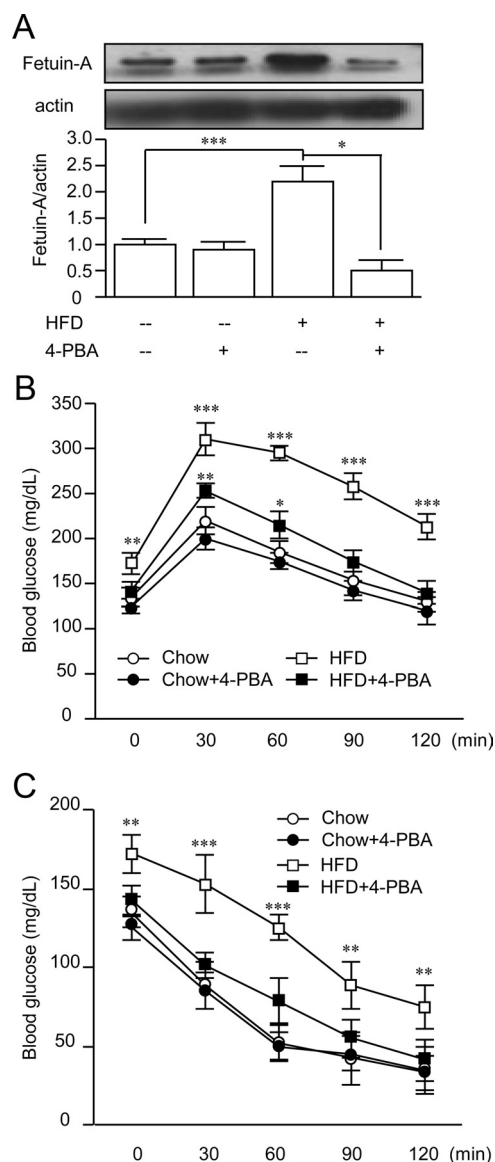 A
Fetuin-A
actin
3.0
2.5
2.0
1.5
1.0
0.5
0
Fetuin-A/actin
*** *
HFD -- -- + +
4-PBA -- + -- +
B
350
300
250
200
150
100
50
0
Blood glucose (mg/dL)
***
** *** *** ***
** *
Chow HFD
Chow+4-PBA HFD+4-PBA
0 30 60 90 120 (min)
C
200
150
100
50
0
Blood glucose (mg/dL)
** *** *** ** **
Chow
Chow+4-PBA
HFD
HFD+4-PBA
0 30 60 90 120 (min)